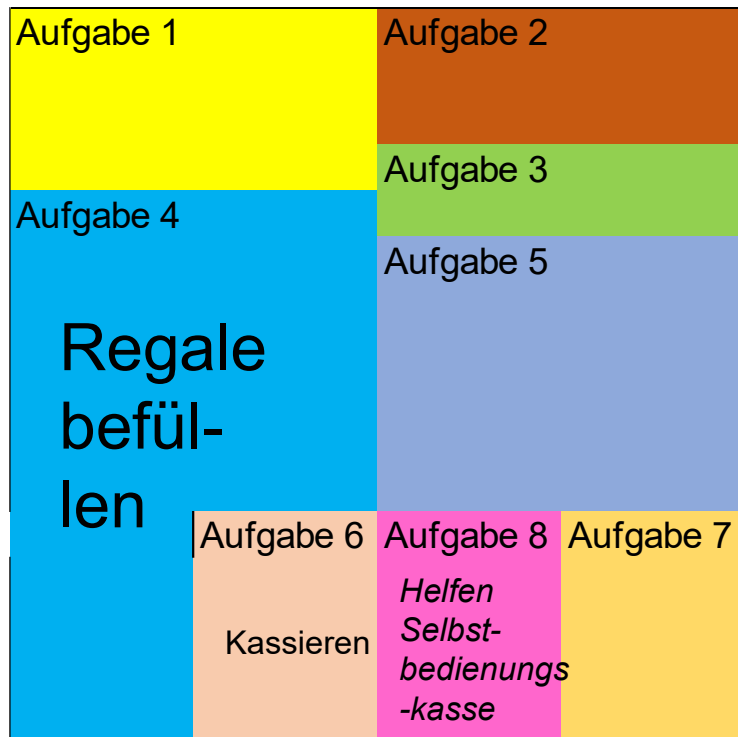 Aufgabe 1
Aufgabe 2
Aufgabe 3
Aufgabe 4
Regale
befül-
len
Aufgabe 5
Aufgabe 6
Kassieren
Aufgabe 8
Helfen
Selbst-
bedienungs
-kasse
Aufgabe 7